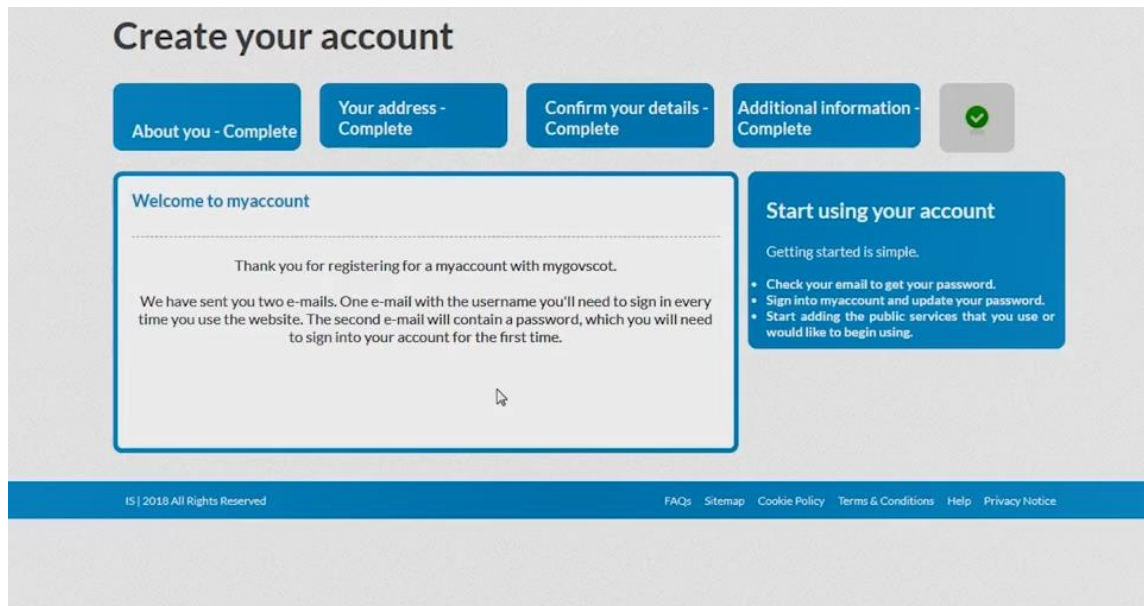 Create your account
About you - Complete
Your address -
Complete
Confirm your details -
Complete
Additional information -
Complete
Welcome to myaccount
Thank you for registering for a myaccount with mygovscot.
We have sent you two e-mails. One e-mail with the username you'll need to sign in every
time you use the website. The second e-mail will contain a password, which you will need
to sign into your account for the first time.
Start using your account
Getting started is simple.
• Check your email to get your password.
• Sign into myaccount and update your password.
• Start adding the public services that you use or
would like to begin using.
IS | 2018 All Rights Reserved
FAQs Sitemap Cookie Policy Terms & Conditions Help Privacy Notice